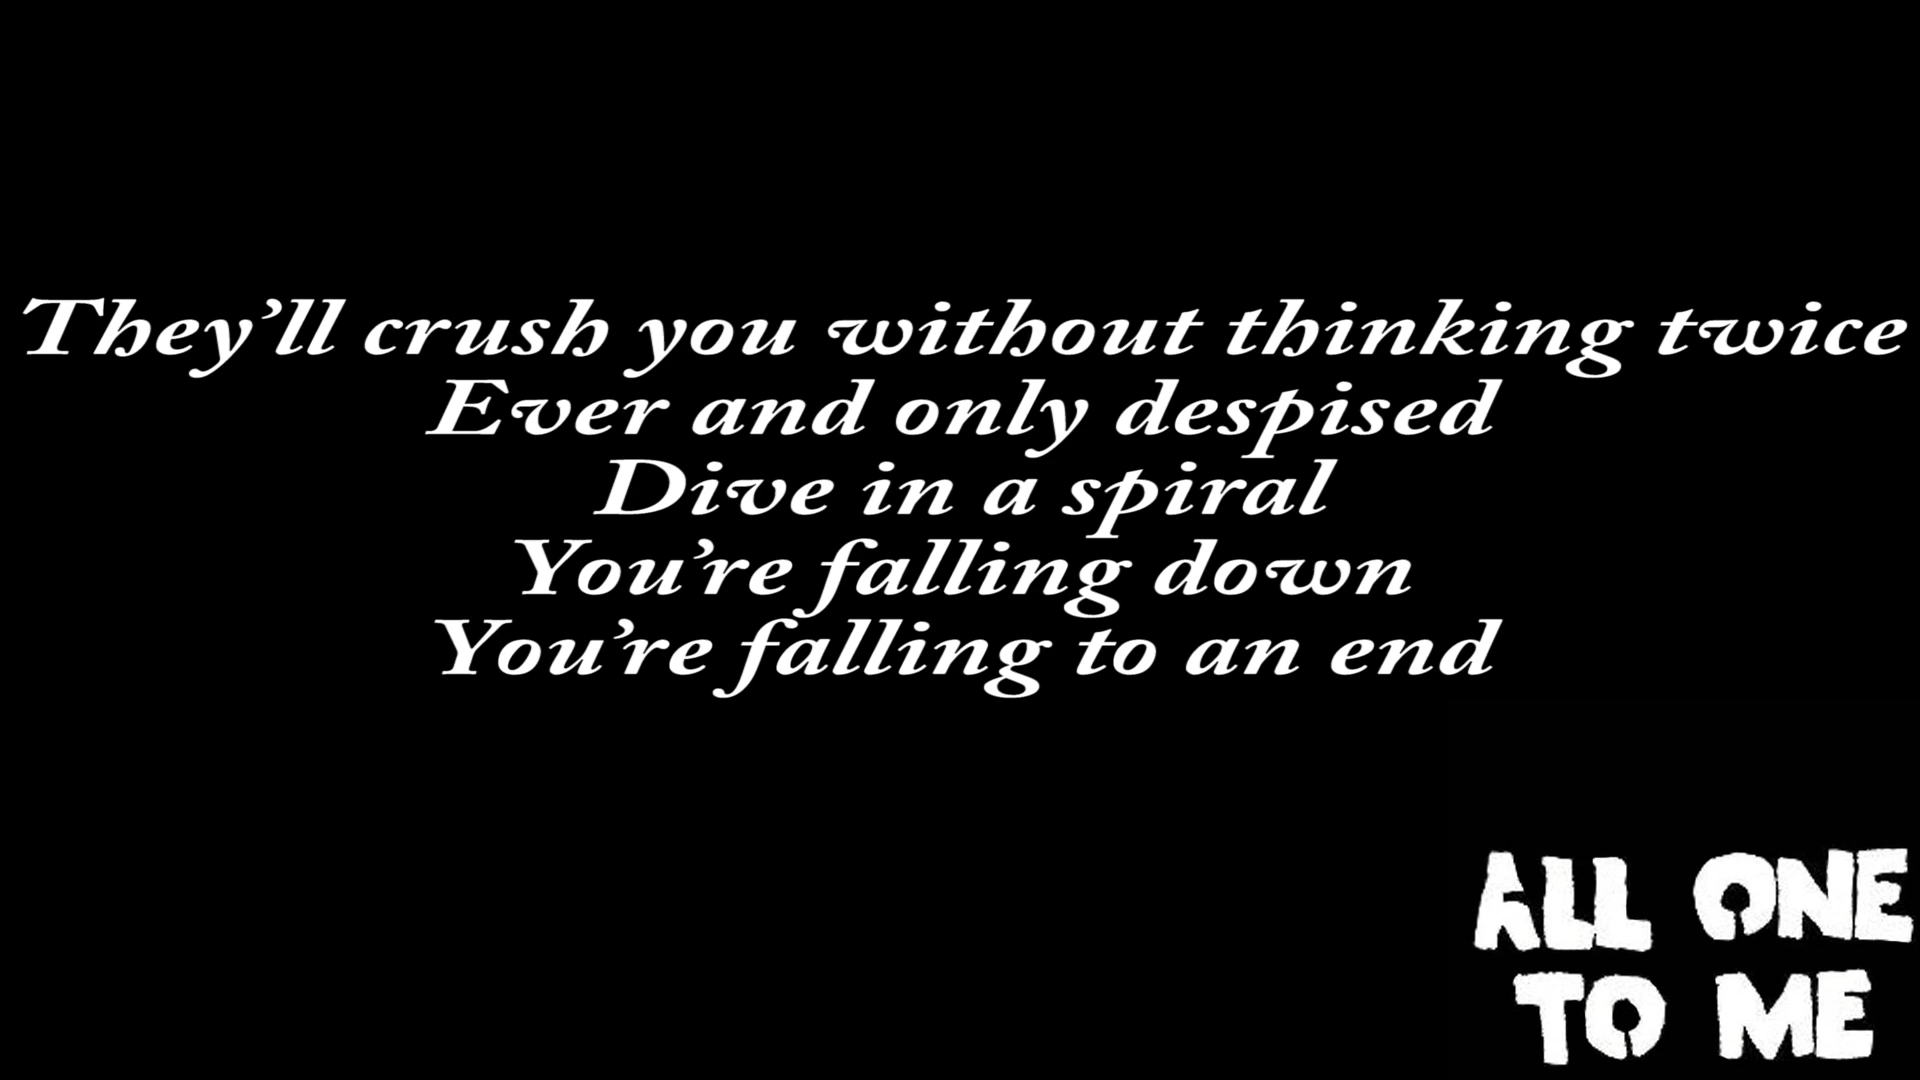 They’ll crush you without thinking twice
Ever and only despised
Dive in a spiral
You’re falling down
You’re falling to an end
ALL ONE
TO ME